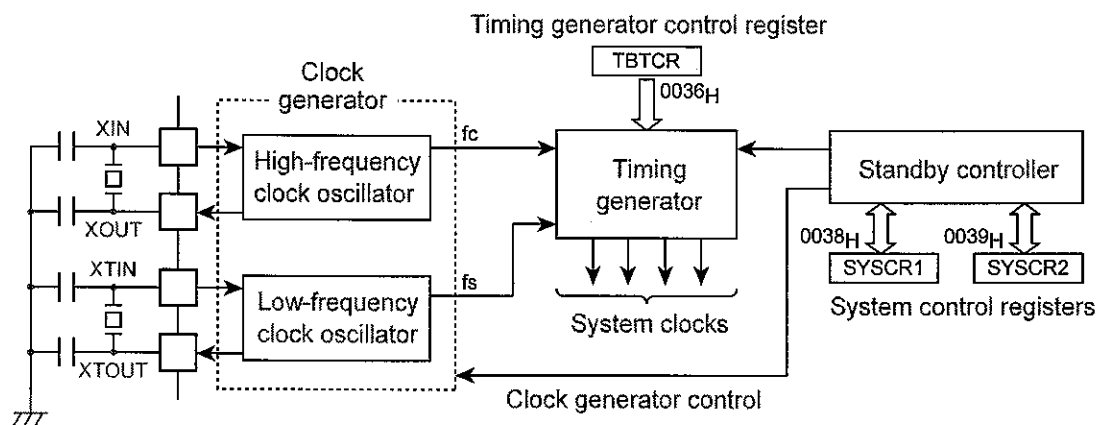 Timing generator control register
TBTCR
0036H
Clock
generator
XIN
XOUT
XTIN
XTOUT
High-frequency
clock oscillator
fc
Low-frequency
clock oscillator
fs
Timing
generator
System clocks
Standby controller
0038H
0039H
SYSCR1
SYSCR2
System control registers
Clock generator control